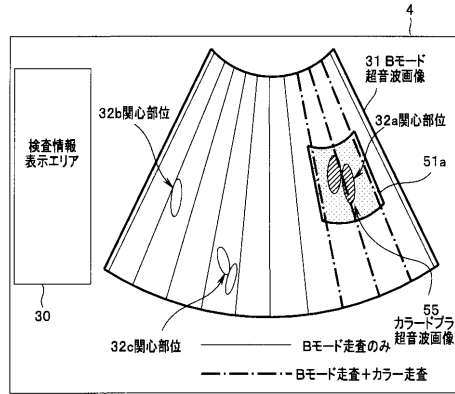 4
31 Bモード
超音波画像
32b関心部位
32a関心部位
検査情報
表示エリア
51a
30
32c関心部位
55
カラードプラ
超音波画像
Bモード走査のみ
Bモード走査+カラー走査